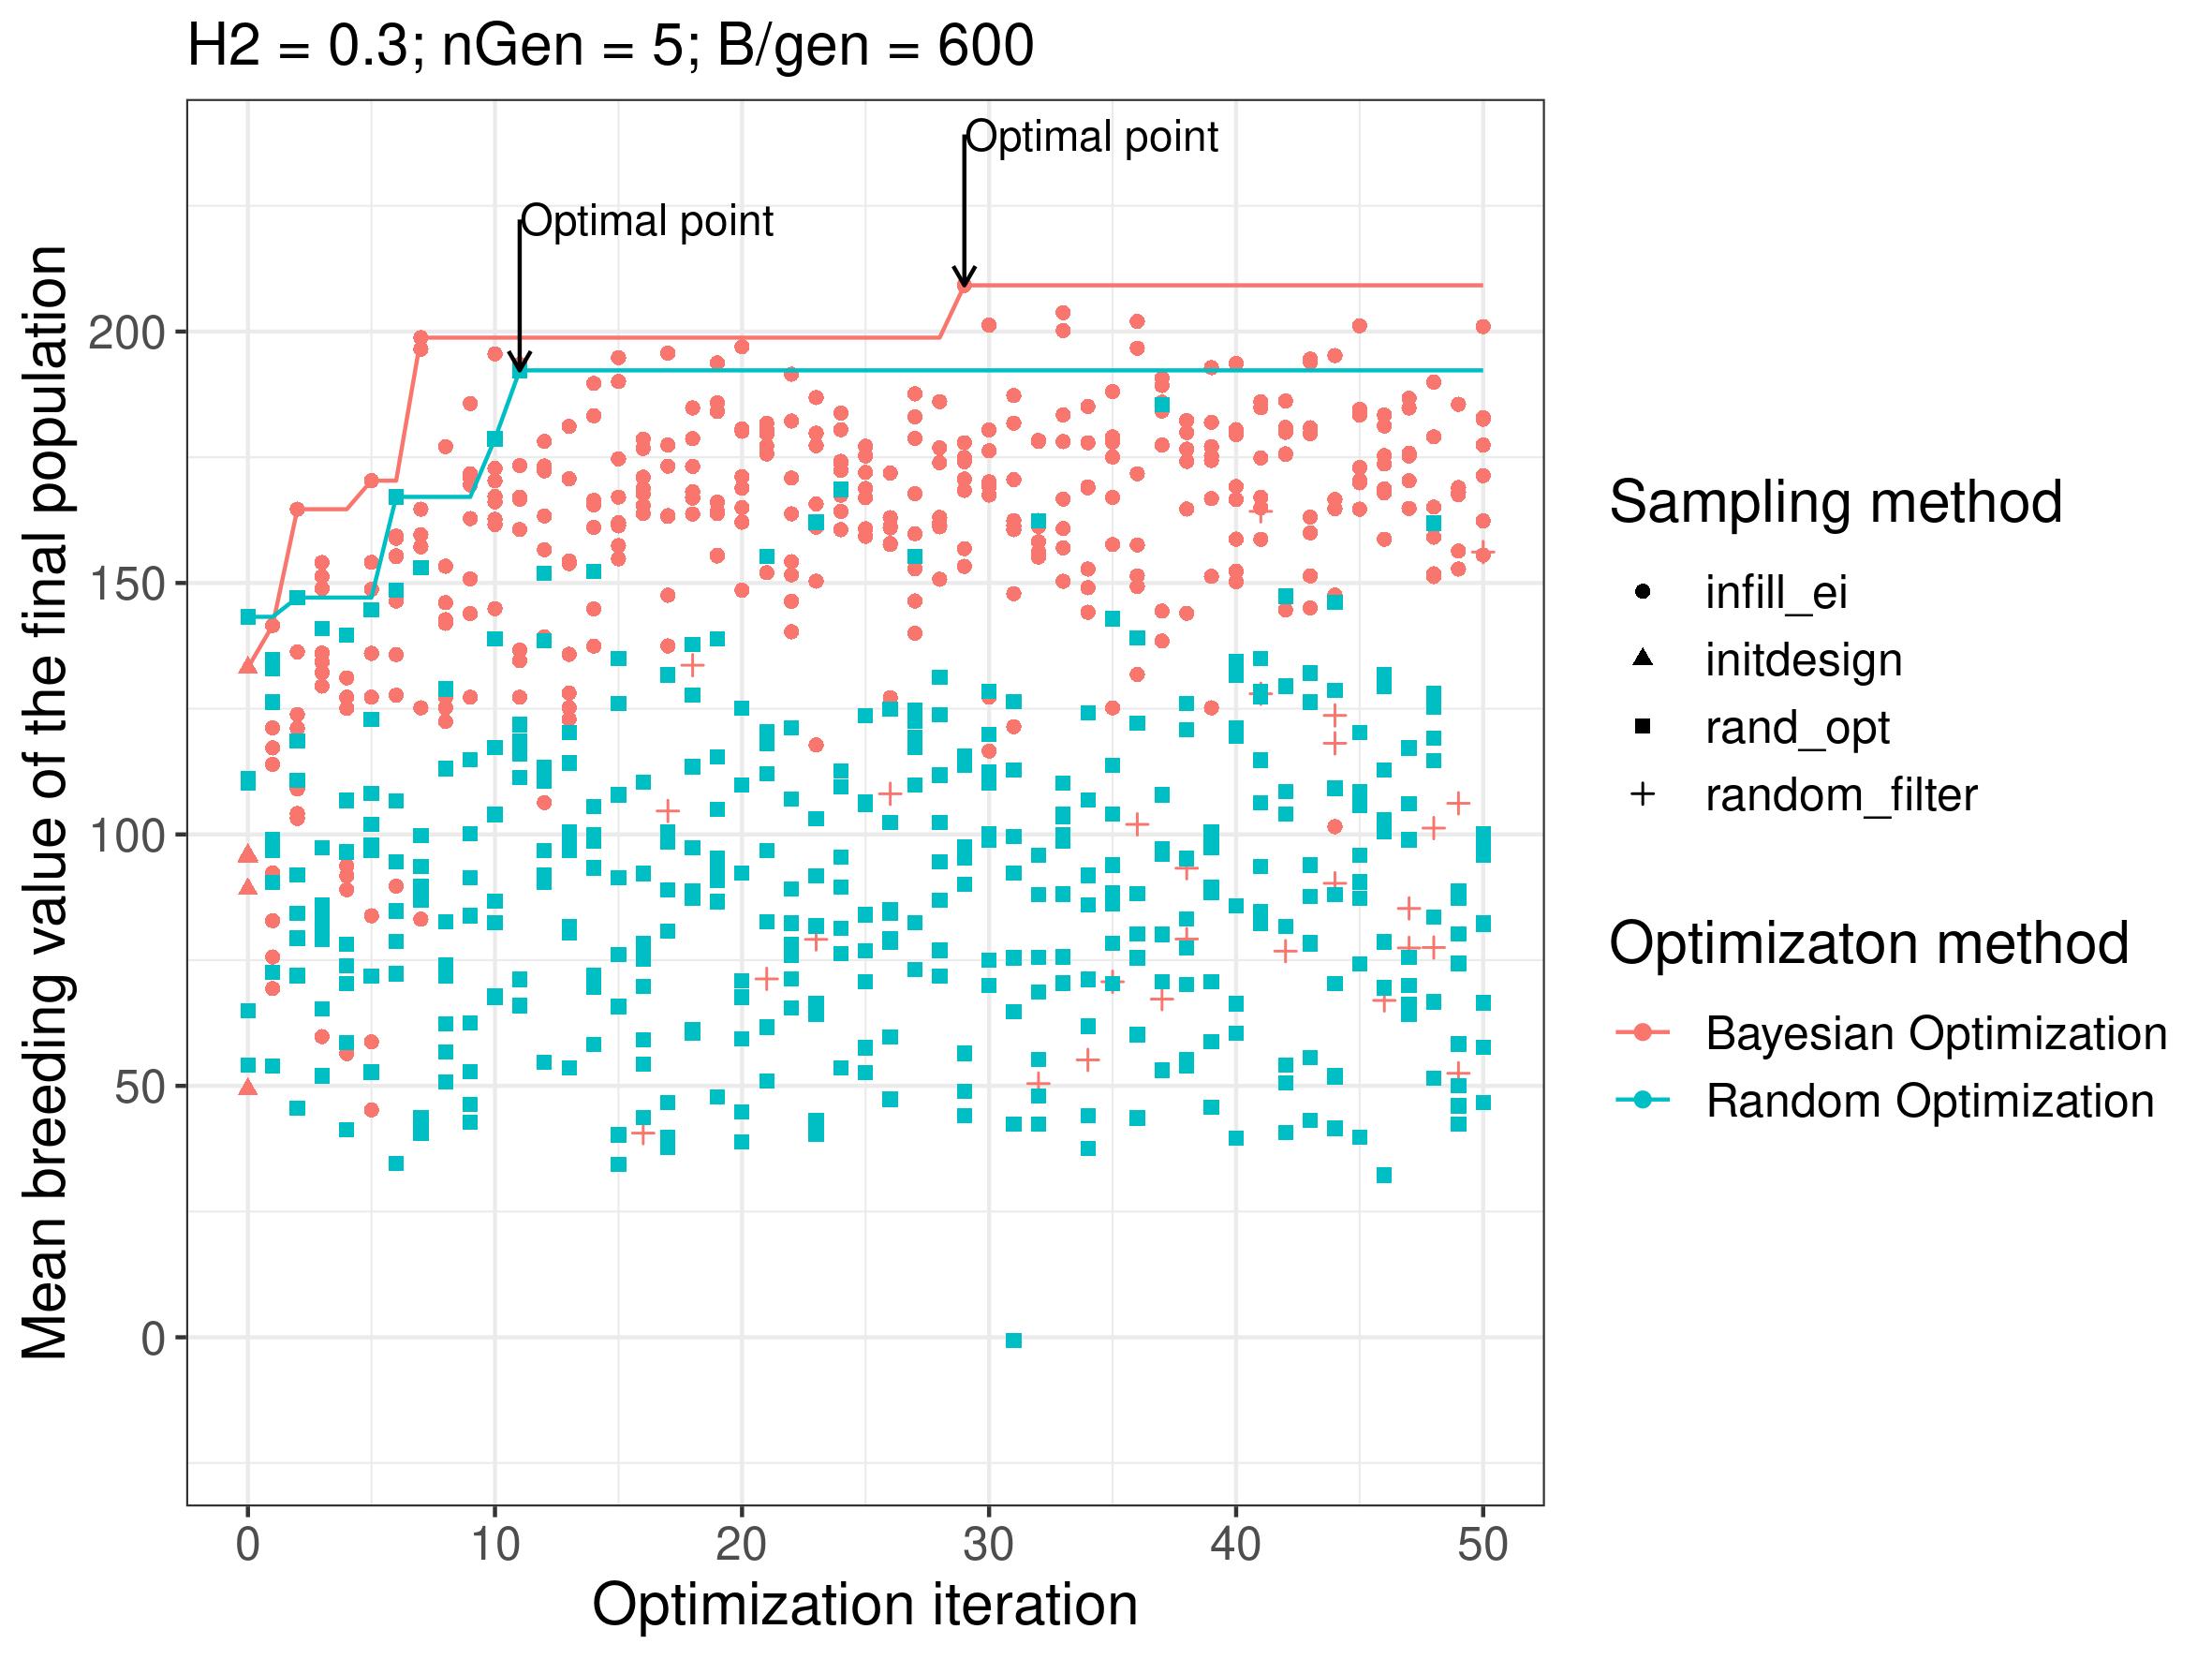 H2 = 0.3; nGen = 5; B/gen = 600
Optimal point
Optimal point
Mean breeding value of the final population
200
150
100
50
0
0 10 20 30 40 50
Optimization iteration
Sampling method
infill_ei
initdesign
rand_opt
random_filter
Optimizaton method
Bayesian Optimization
Random Optimization